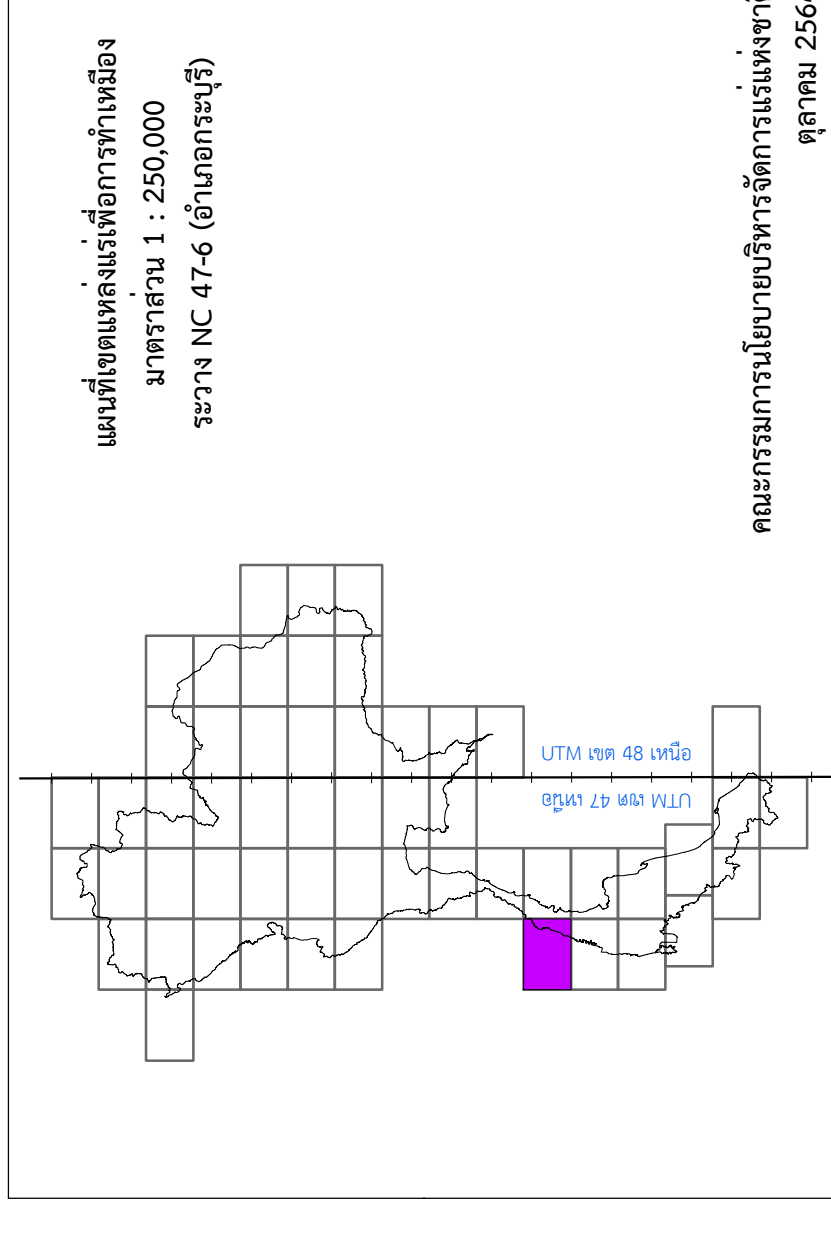 แผนที่เขตแหล่งแร่เพื่อการทำเหมือง
มาตราส่วน 1 : 250,000
ระวาง NC 47-6 (อำเภอกระบุรี)
UTM เขต 48 เหนือ
UTM เขต 47 เหนือ
คณะกรรมการนโยบายบริหารจัดการแร่แห่งชาติ
ตุลาคม 2564